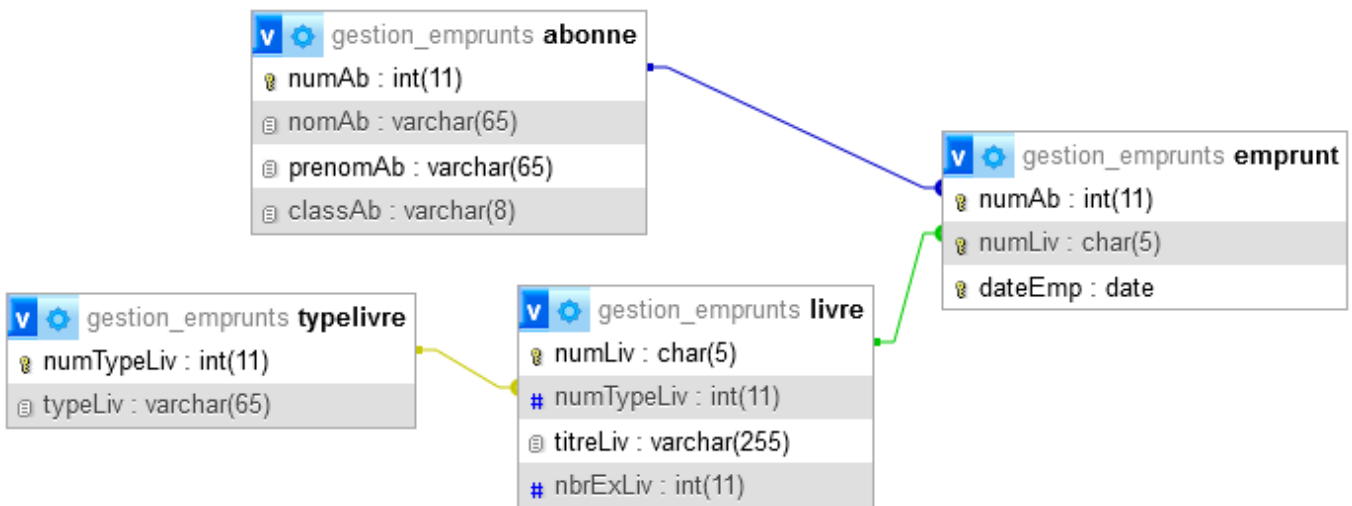 v gestion_emprunts abonne
numAb : int(11)
nomAb : varchar(65)
prenomAb : varchar(65)
classAb : varchar(8)
v gestion_emprunts emprunt
numAb : int(11)
numLiv : char(5)
dateEmp : date
v gestion_emprunts typelivre
numTypeLiv : int(11)
typeLiv : varchar(65)
v gestion_emprunts livre
numLiv : char(5)
# numTypeLiv : int(11)
titreLiv : varchar(255)
# nbrExLiv : int(11)